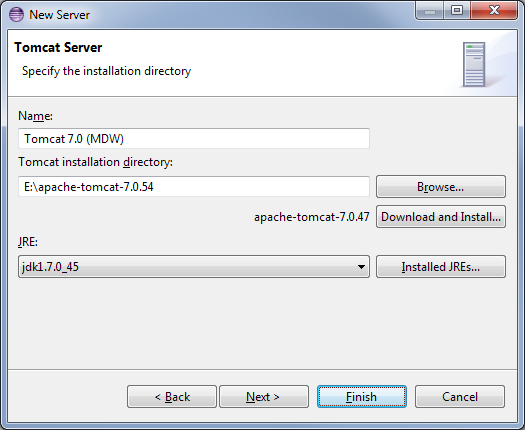 New Server
Tomcat Server
Specify the installation directory
Name:
Tomcat 7.0 (MDW)
Tomcat installation directory:
E:\apache-tomcat-7.0.54
Browse...
apache-tomcat-7.0.47
Download and Install...
JRE:
jdk1.7.0_45
Installed JREs...
< Back
Next >
Finish
Cancel